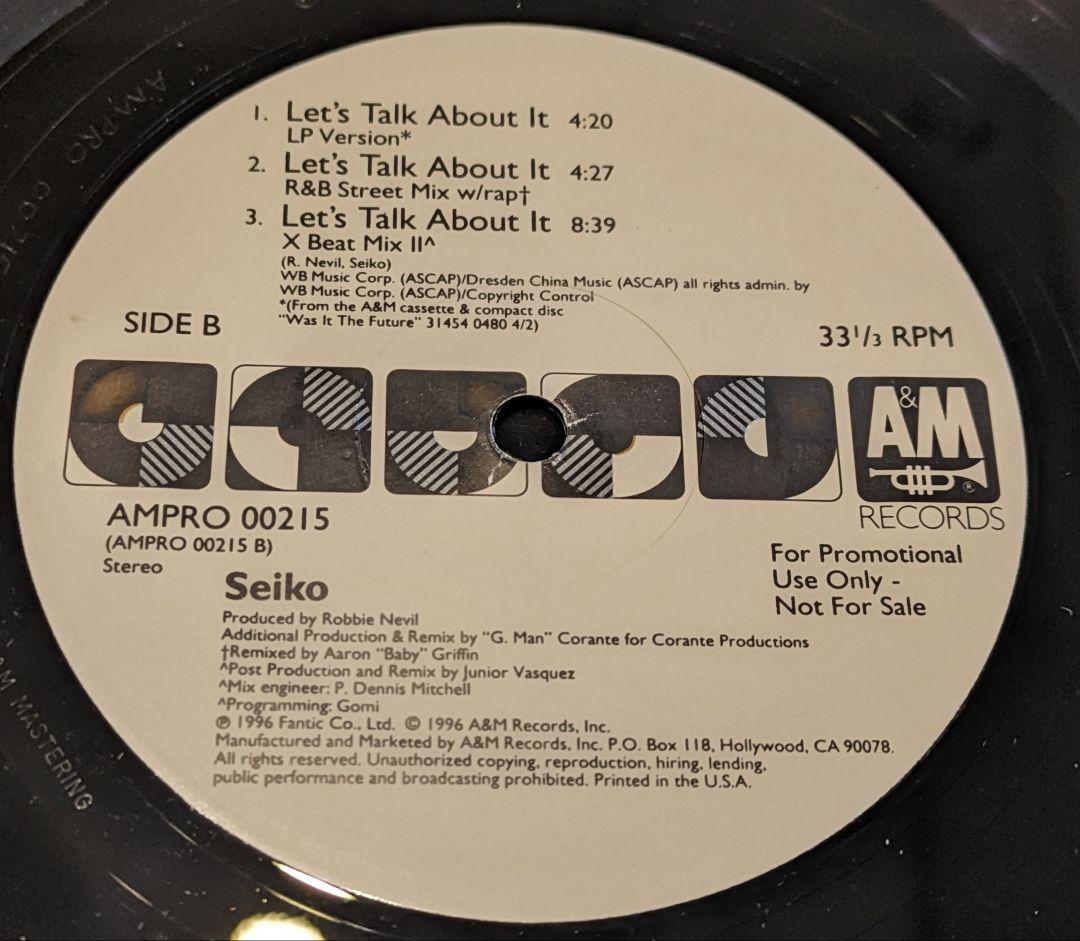 1. Let's Talk About It 4:20
LP Version*
2. Let's Talk About It 4:27
R&B Street Mix w/rap†
3. Let's Talk About It 8:39
X Beat Mix II^
(R. Nevil, Seiko)
WB Music Corp. (ASCAP)/Dresden China Music (ASCAP) all rights admin. by
WB Music Corp. (ASCAP)/Copyright Control
*(From the A&M cassette & compact disc
"Was It The Future" 31454 0480 4/2)
SIDE B
33 1/3 RPM
A&M
®
RECORDS
AMPRO 00215
(AMPRO 00215 B)
Stereo
For Promotional
Use Only -
Not For Sale
Seiko
Produced by Robbie Nevil
Additional Production & Remix by "G. Man" Corante for Corante Productions
†Remixed by Aaron "Baby" Griffin
^Post Production and Remix by Junior Vasquez
^Mix engineer: P. Dennis Mitchell
^Programming: Gomi
℗ 1996 Fantic Co., Ltd. © 1996 A&M Records, Inc.
Manufactured and Marketed by A&M Records, Inc. P.O. Box 118, Hollywood, CA 90078.
All rights reserved. Unauthorized copying, reproduction, hiring, lending,
public performance and broadcasting prohibited. Printed in the U.S.A.
AMPRO
MASTERING